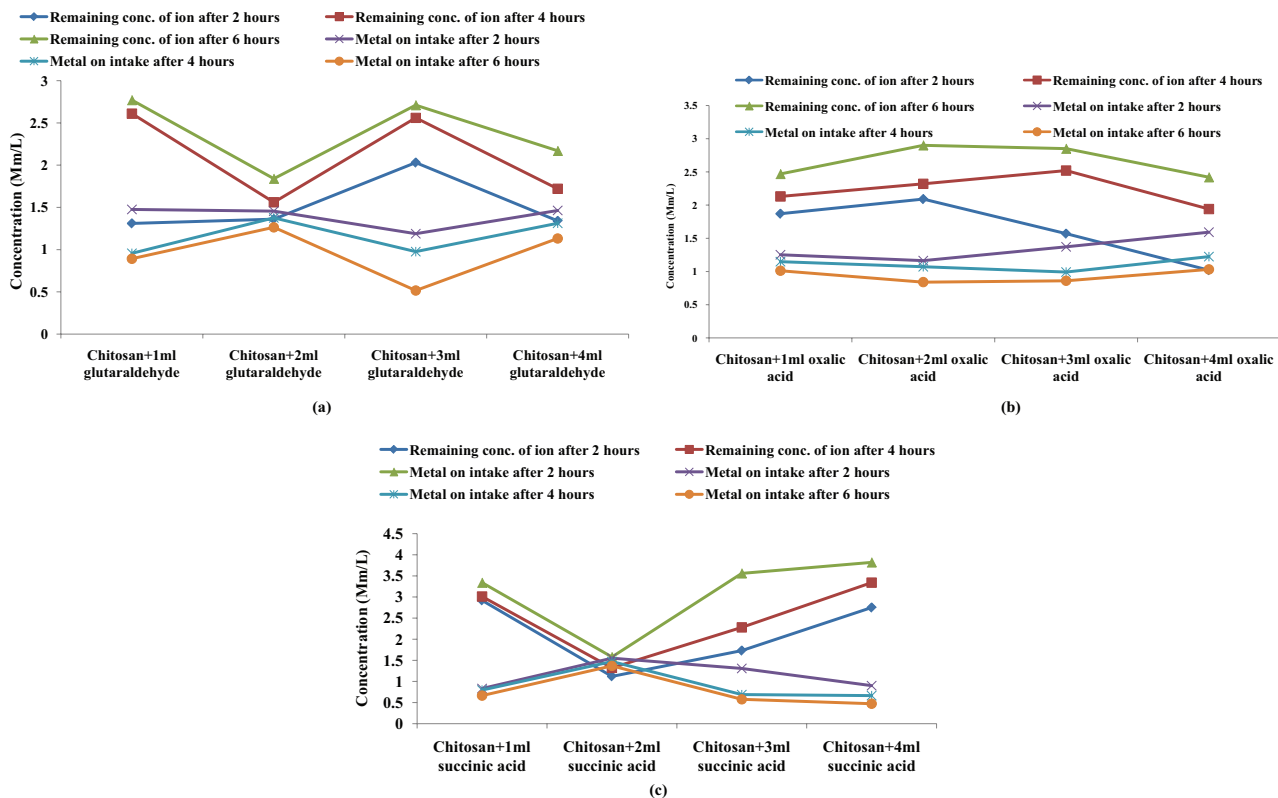 Remaining conc. of ion after 2 hours
Remaining conc. of ion after 4 hours
Remaining conc. of ion after 6 hours
Metal on intake after 2 hours
Metal on intake after 4 hours
Metal on intake after 6 hours
Concentration (Mm/L)
3
2.5
2
1.5
1
0.5
0
Chitosan+1ml
glutaraldehyde
Chitosan+2ml
glutaraldehyde
Chitosan+3ml
glutaraldehyde
Chitosan+4ml
glutaraldehyde
(a)
Remaining conc. of ion after 2 hours
Remaining conc. of ion after 4 hours
Remaining conc. of ion after 6 hours
Metal on intake after 2 hours
Metal on intake after 4 hours
Metal on intake after 6 hours
Concentration (Mm/L)
3.5
3
2.5
2
1.5
1
0.5
0
Chitosan+1ml oxalic
acid
Chitosan+2ml oxalic
acid
Chitosan+3ml oxalic
acid
Chitosan+4ml oxalic
acid
(b)
Remaining conc. of ion after 2 hours
Remaining conc. of ion after 4 hours
Metal on intake after 2 hours
Metal on intake after 2 hours
Metal on intake after 4 hours
Metal on intake after 6 hours
Concentration (Mm/L)
4.5
4
3.5
3
2.5
2
1.5
1
0.5
0
Chitosan+1ml
succinic acid
Chitosan+2ml
succinic acid
Chitosan+3ml
succinic acid
Chitosan+4ml
succinic acid
(c)